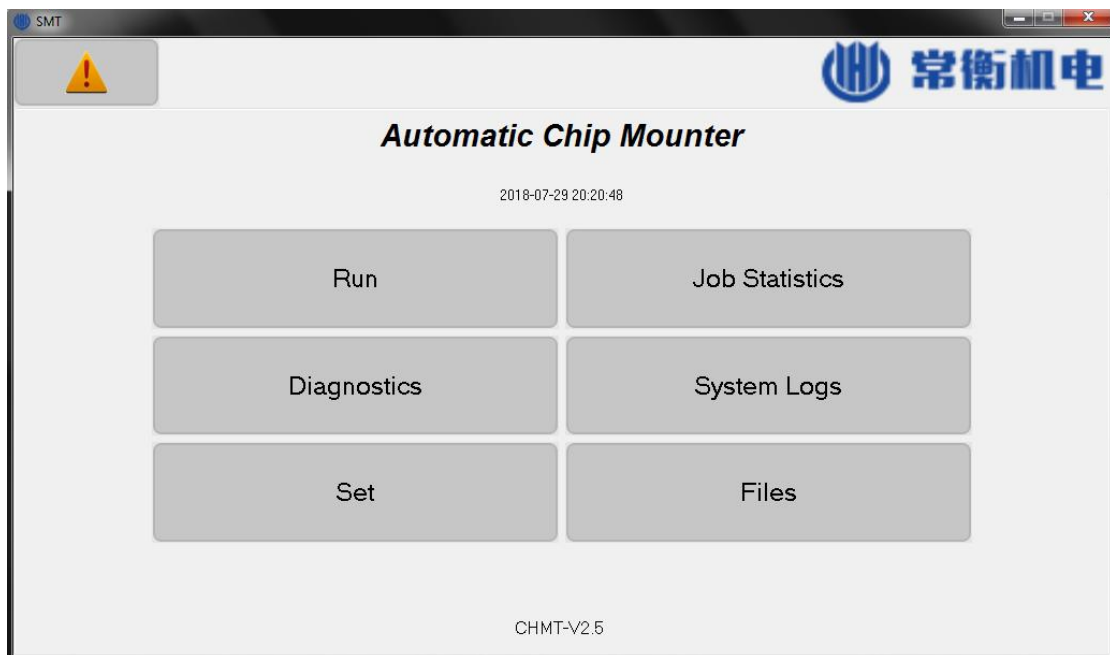 SMT
常衡机电
Automatic Chip Mounter
2018-07-29 20:20:48
Run
Job Statistics
Diagnostics
System Logs
Set
Files
CHMT-V2.5